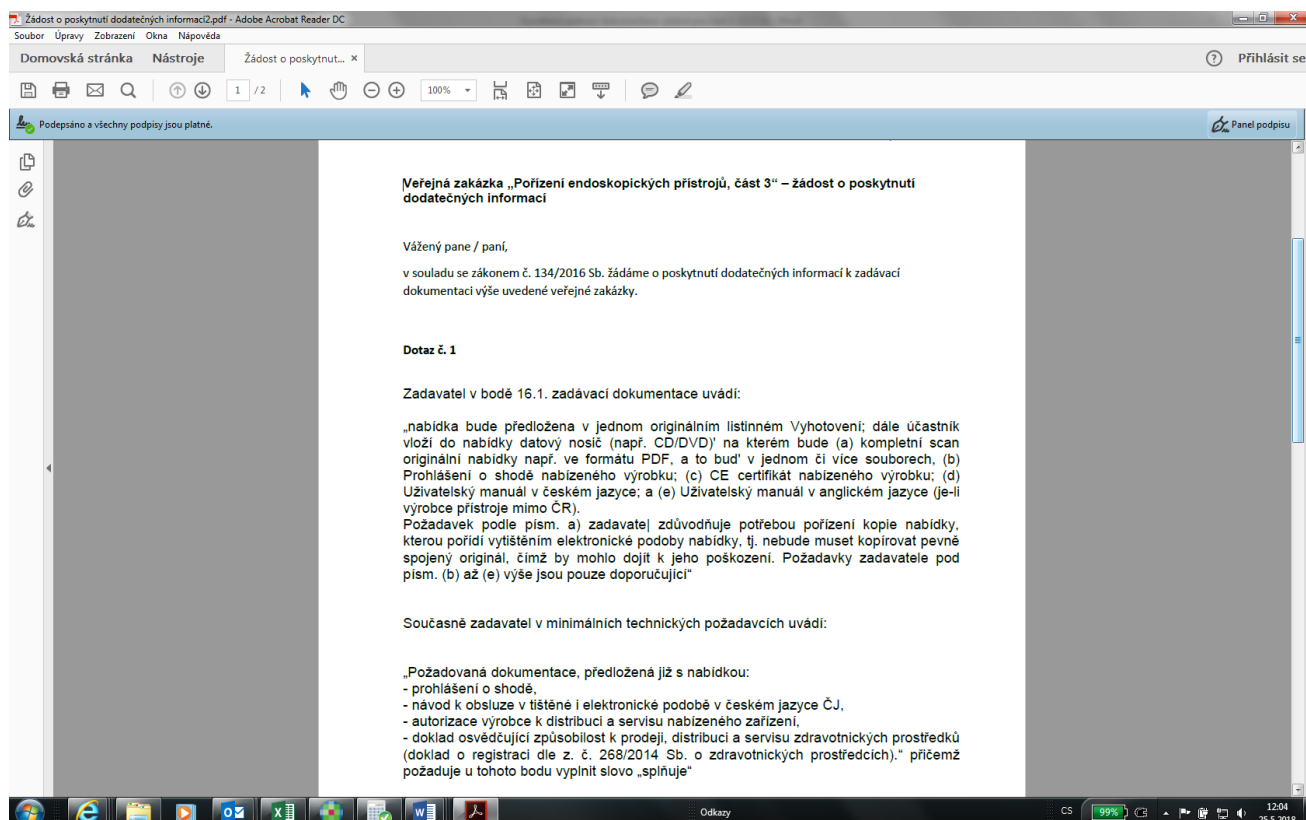 Žádost o poskytnutí dodatečných informací2.pdf - Adobe Acrobat Reader DC
Soubor Úpravy Zobrazení Okna Nápověda
Domovská stránka Nástroje Žádost o poskytnut... × ? Přihlásit se
1 / 2 100%
Podepsáno a všechny podpisy jsou platné. Panel podpisu
Veřejná zakázka „Pořízení endoskopických přístrojů, část 3“ – žádost o poskytnutí
dodatečných informací
Vážený pane / paní,
v souladu se zákonem č. 134/2016 Sb. žádáme o poskytnutí dodatečných informací k zadávací
dokumentaci výše uvedené veřejné zakázky.
Dotaz č. 1
Zadavatel v bodě 16.1. zadávací dokumentace uvádí:
„nabídka bude předložena v jednom originálním listinném Vyhotovení; dále účastník
vloží do nabídky datový nosič (např. CD/DVD)' na kterém bude (a) kompletní scan
originální nabídky např. ve formátu PDF, a to bud' v jednom či více souborech, (b)
Prohlášení o shodě nabízeného výrobku; (c) CE certifikát nabízeného výrobku; (d)
Uživatelský manuál v českém jazyce; a (e) Uživatelský manuál v anglickém jazyce (je-li
výrobce přístroje mimo ČR).
Požadavek podle písm. a) zadavate| zdůvodňuje potřebou pořízení kopie nabídky,
kterou pořídí vytištěním elektronické podoby nabídky, tj. nebude muset kopírovat pevně
spojený originál, čímž by mohlo dojít k jeho poškození. Požadavky zadavatele pod
písm. (b) až (e) výše jsou pouze doporučující“
Současně zadavatel v minimálních technických požadavcích uvádí:
„Požadovaná dokumentace, předložená již s nabídkou:
- prohlášení o shodě,
- návod k obsluze v tištěné i elektronické podobě v českém jazyce ČJ,
- autorizace výrobce k distribuci a servisu nabízeného zařízení,
- doklad osvědčující způsobilost k prodeji, distribuci a servisu zdravotnických prostředků
(doklad o registraci dle z. č. 268/2014 Sb. o zdravotnických prostředcích).“ přičemž
požaduje u tohoto bodu vyplnit slovo „splňuje“
Odkazy CS 99% 12:04
25.5.2018